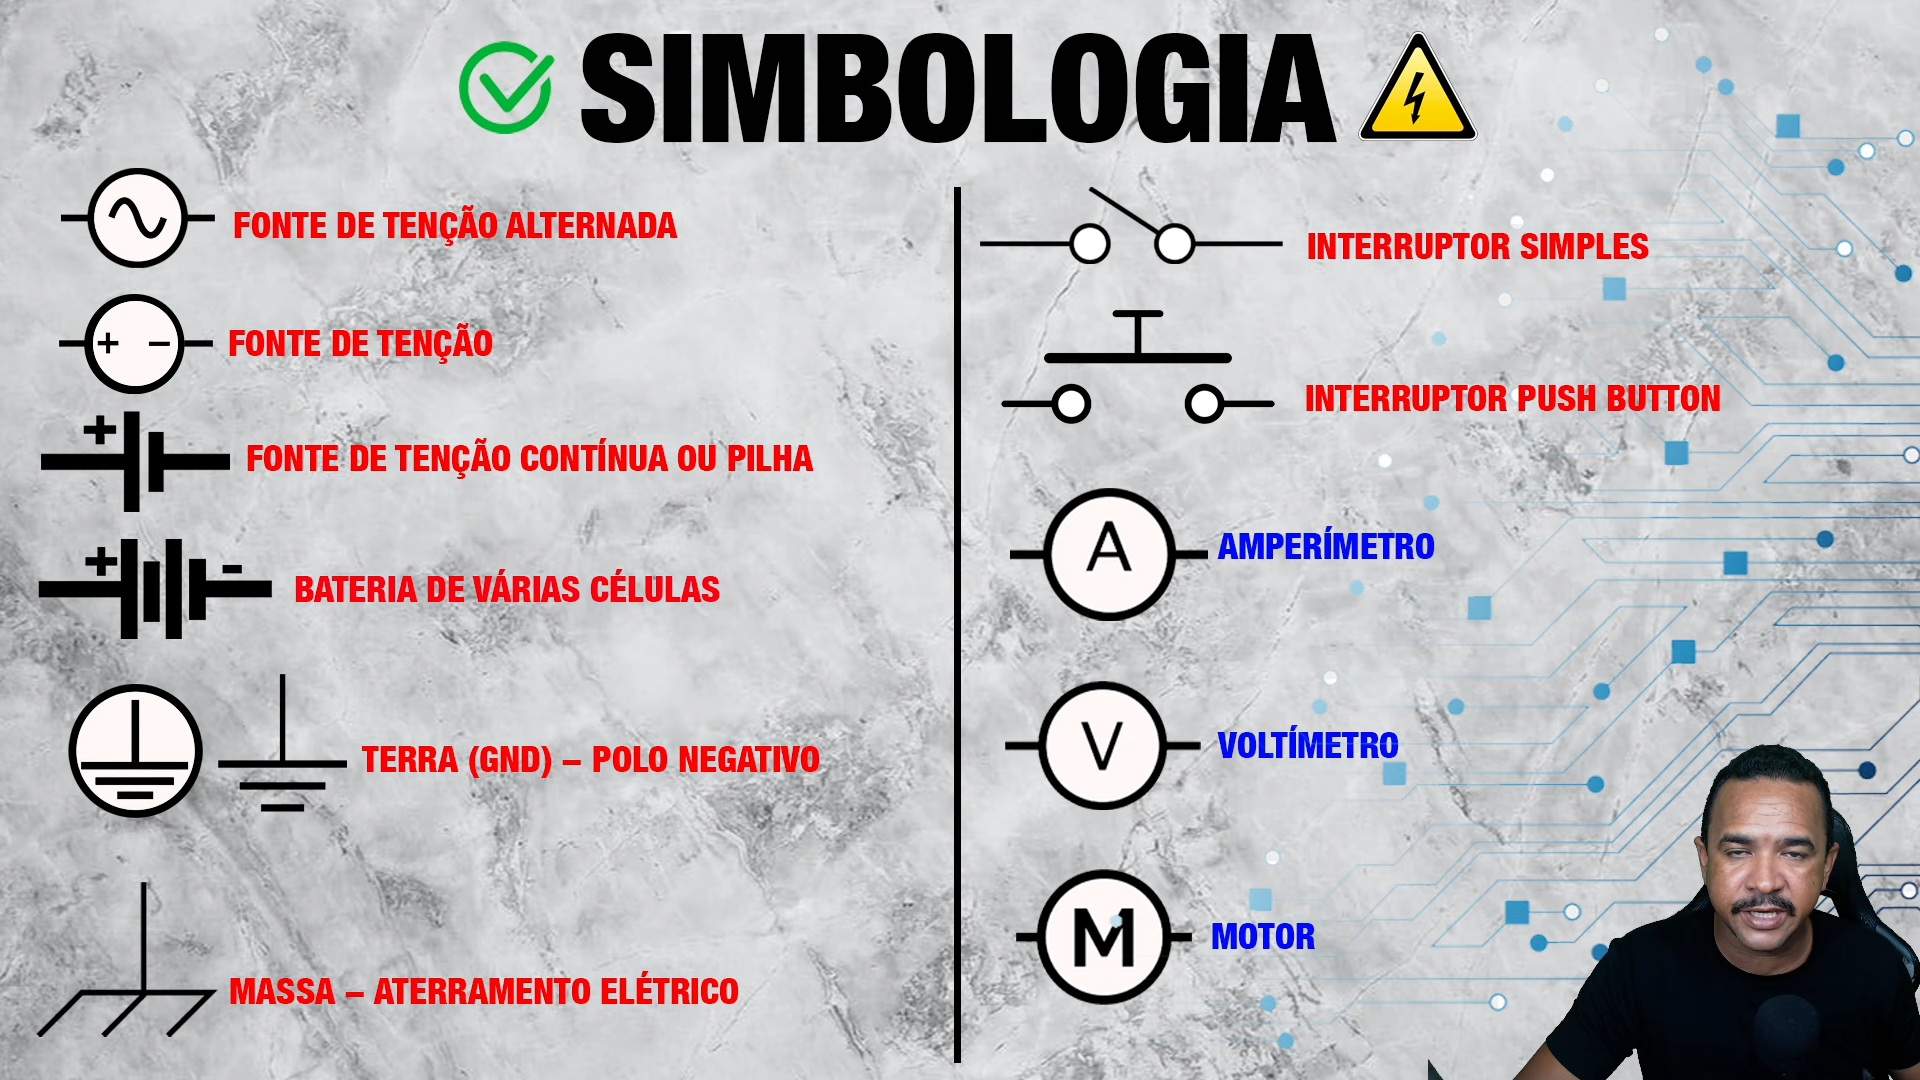 SIMBOLOGIA
FONTE DE TENÇÃO ALTERNADA
+ −
FONTE DE TENÇÃO
+
FONTE DE TENÇÃO CONTÍNUA OU PILHA
+ -
BATERIA DE VÁRIAS CÉLULAS
TERRA (GND) – POLO NEGATIVO
MASSA – ATERRAMENTO ELÉTRICO
INTERRUPTOR SIMPLES
INTERRUPTOR PUSH BUTTON
A
AMPERÍMETRO
V
VOLTÍMETRO
M
MOTOR